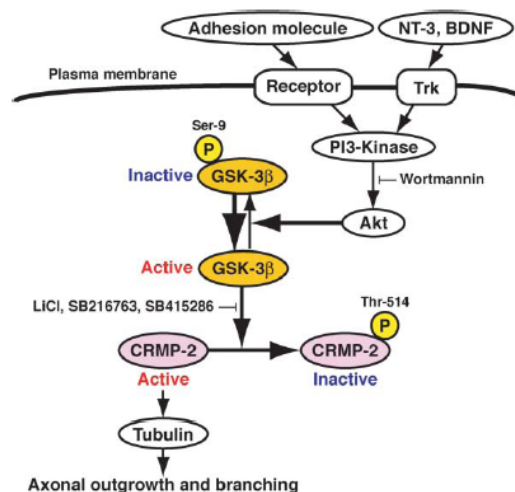 Adhesion molecule
NT-3, BDNF
Plasma membrane
Receptor
Trk
Ser-9
P
PI3-Kinase
Inactive
GSK-3β
Wortmannin
Akt
Active
GSK-3β
LiCl, SB216763, SB415286
Thr-514
P
CRMP-2
CRMP-2
Active
Inactive
Tubulin
Axonal outgrowth and branching